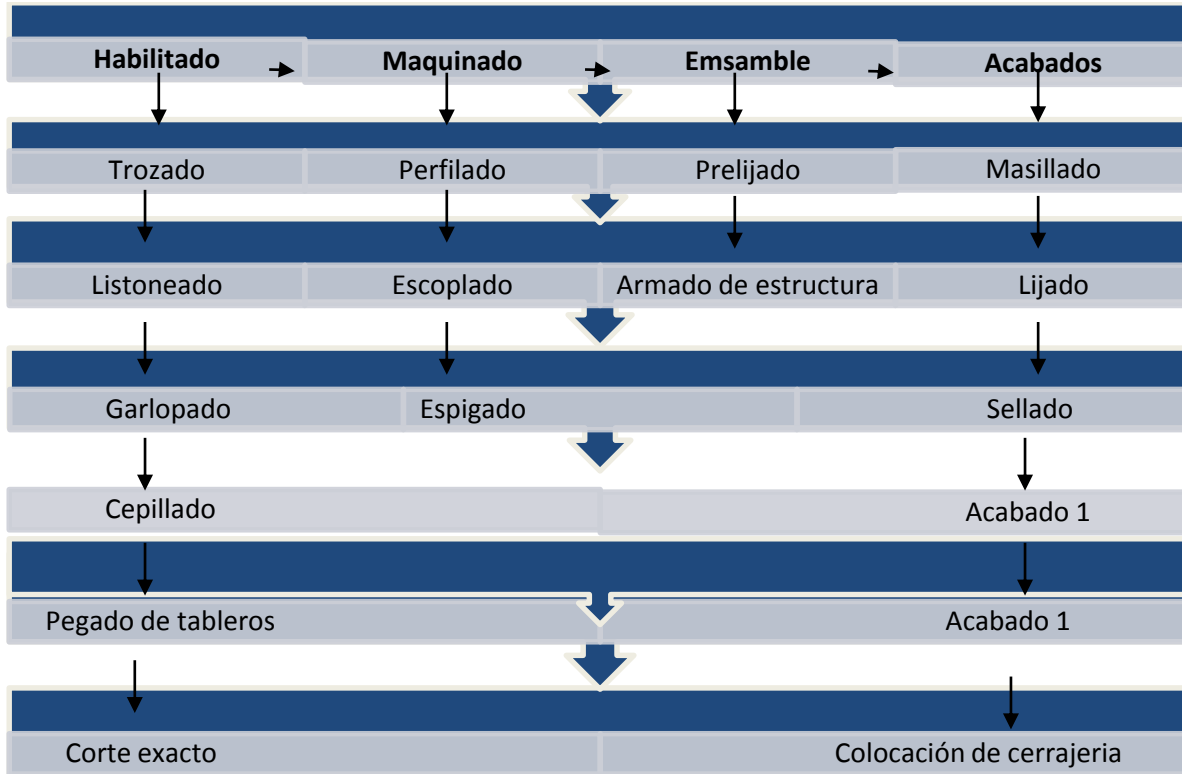 Habilitado Maquinado Emsamble Acabados
Trozado Perfilado Prelijado Masillado
Listoneado Escoplado Armado de estructura Lijado
Garlopado Espigado Sellado
Cepillado Acabado 1
Pegado de tableros Acabado 1
Corte exacto Colocación de cerrajeria